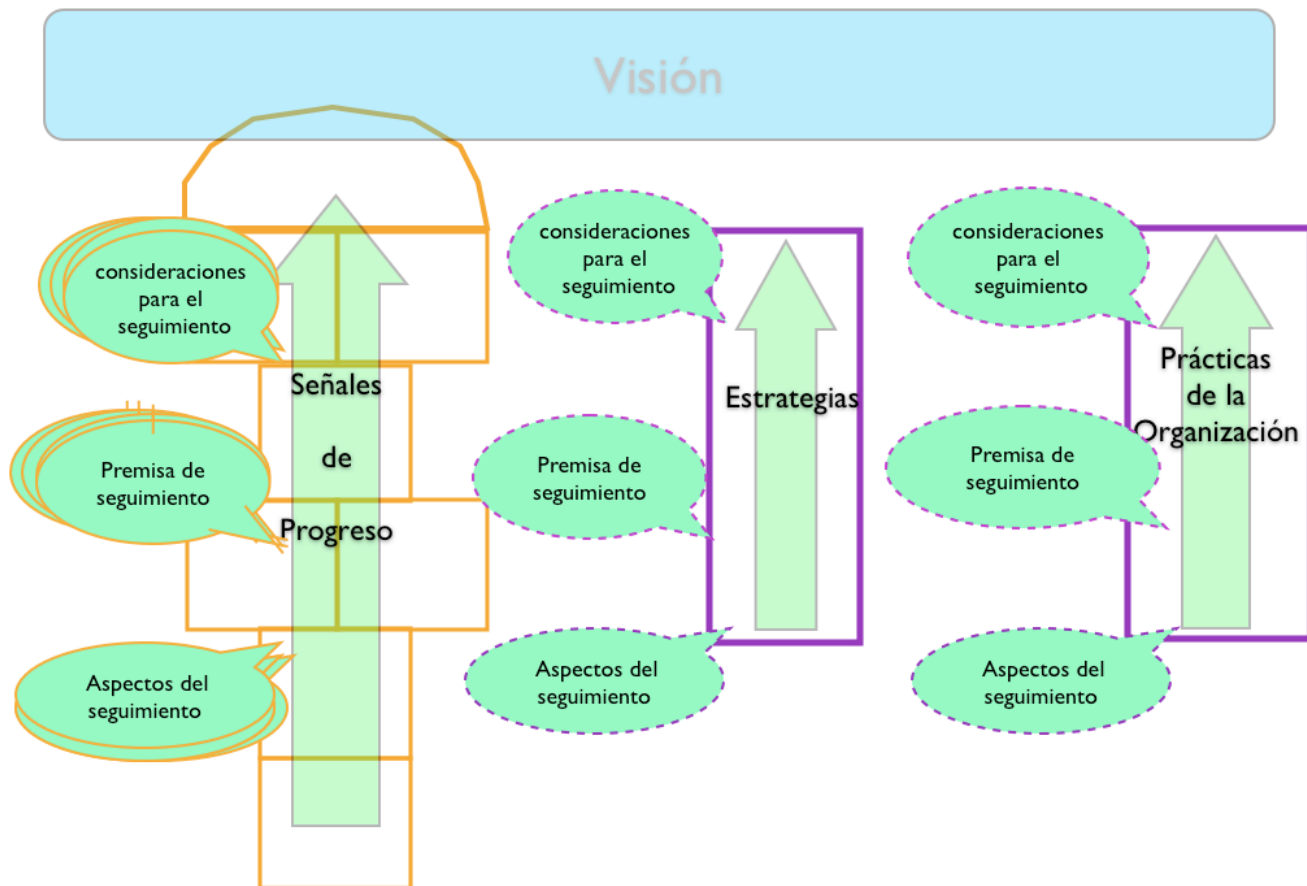 Visión
consideraciones
para el
seguimiento
Señales
de
Progreso
Premisa de
seguimiento
Aspectos del
seguimiento
consideraciones
para el
seguimiento
Estrategias
Premisa de
seguimiento
Aspectos del
seguimiento
consideraciones
para el
seguimiento
Prácticas
de la
Organización
Premisa de
seguimiento
Aspectos del
seguimiento